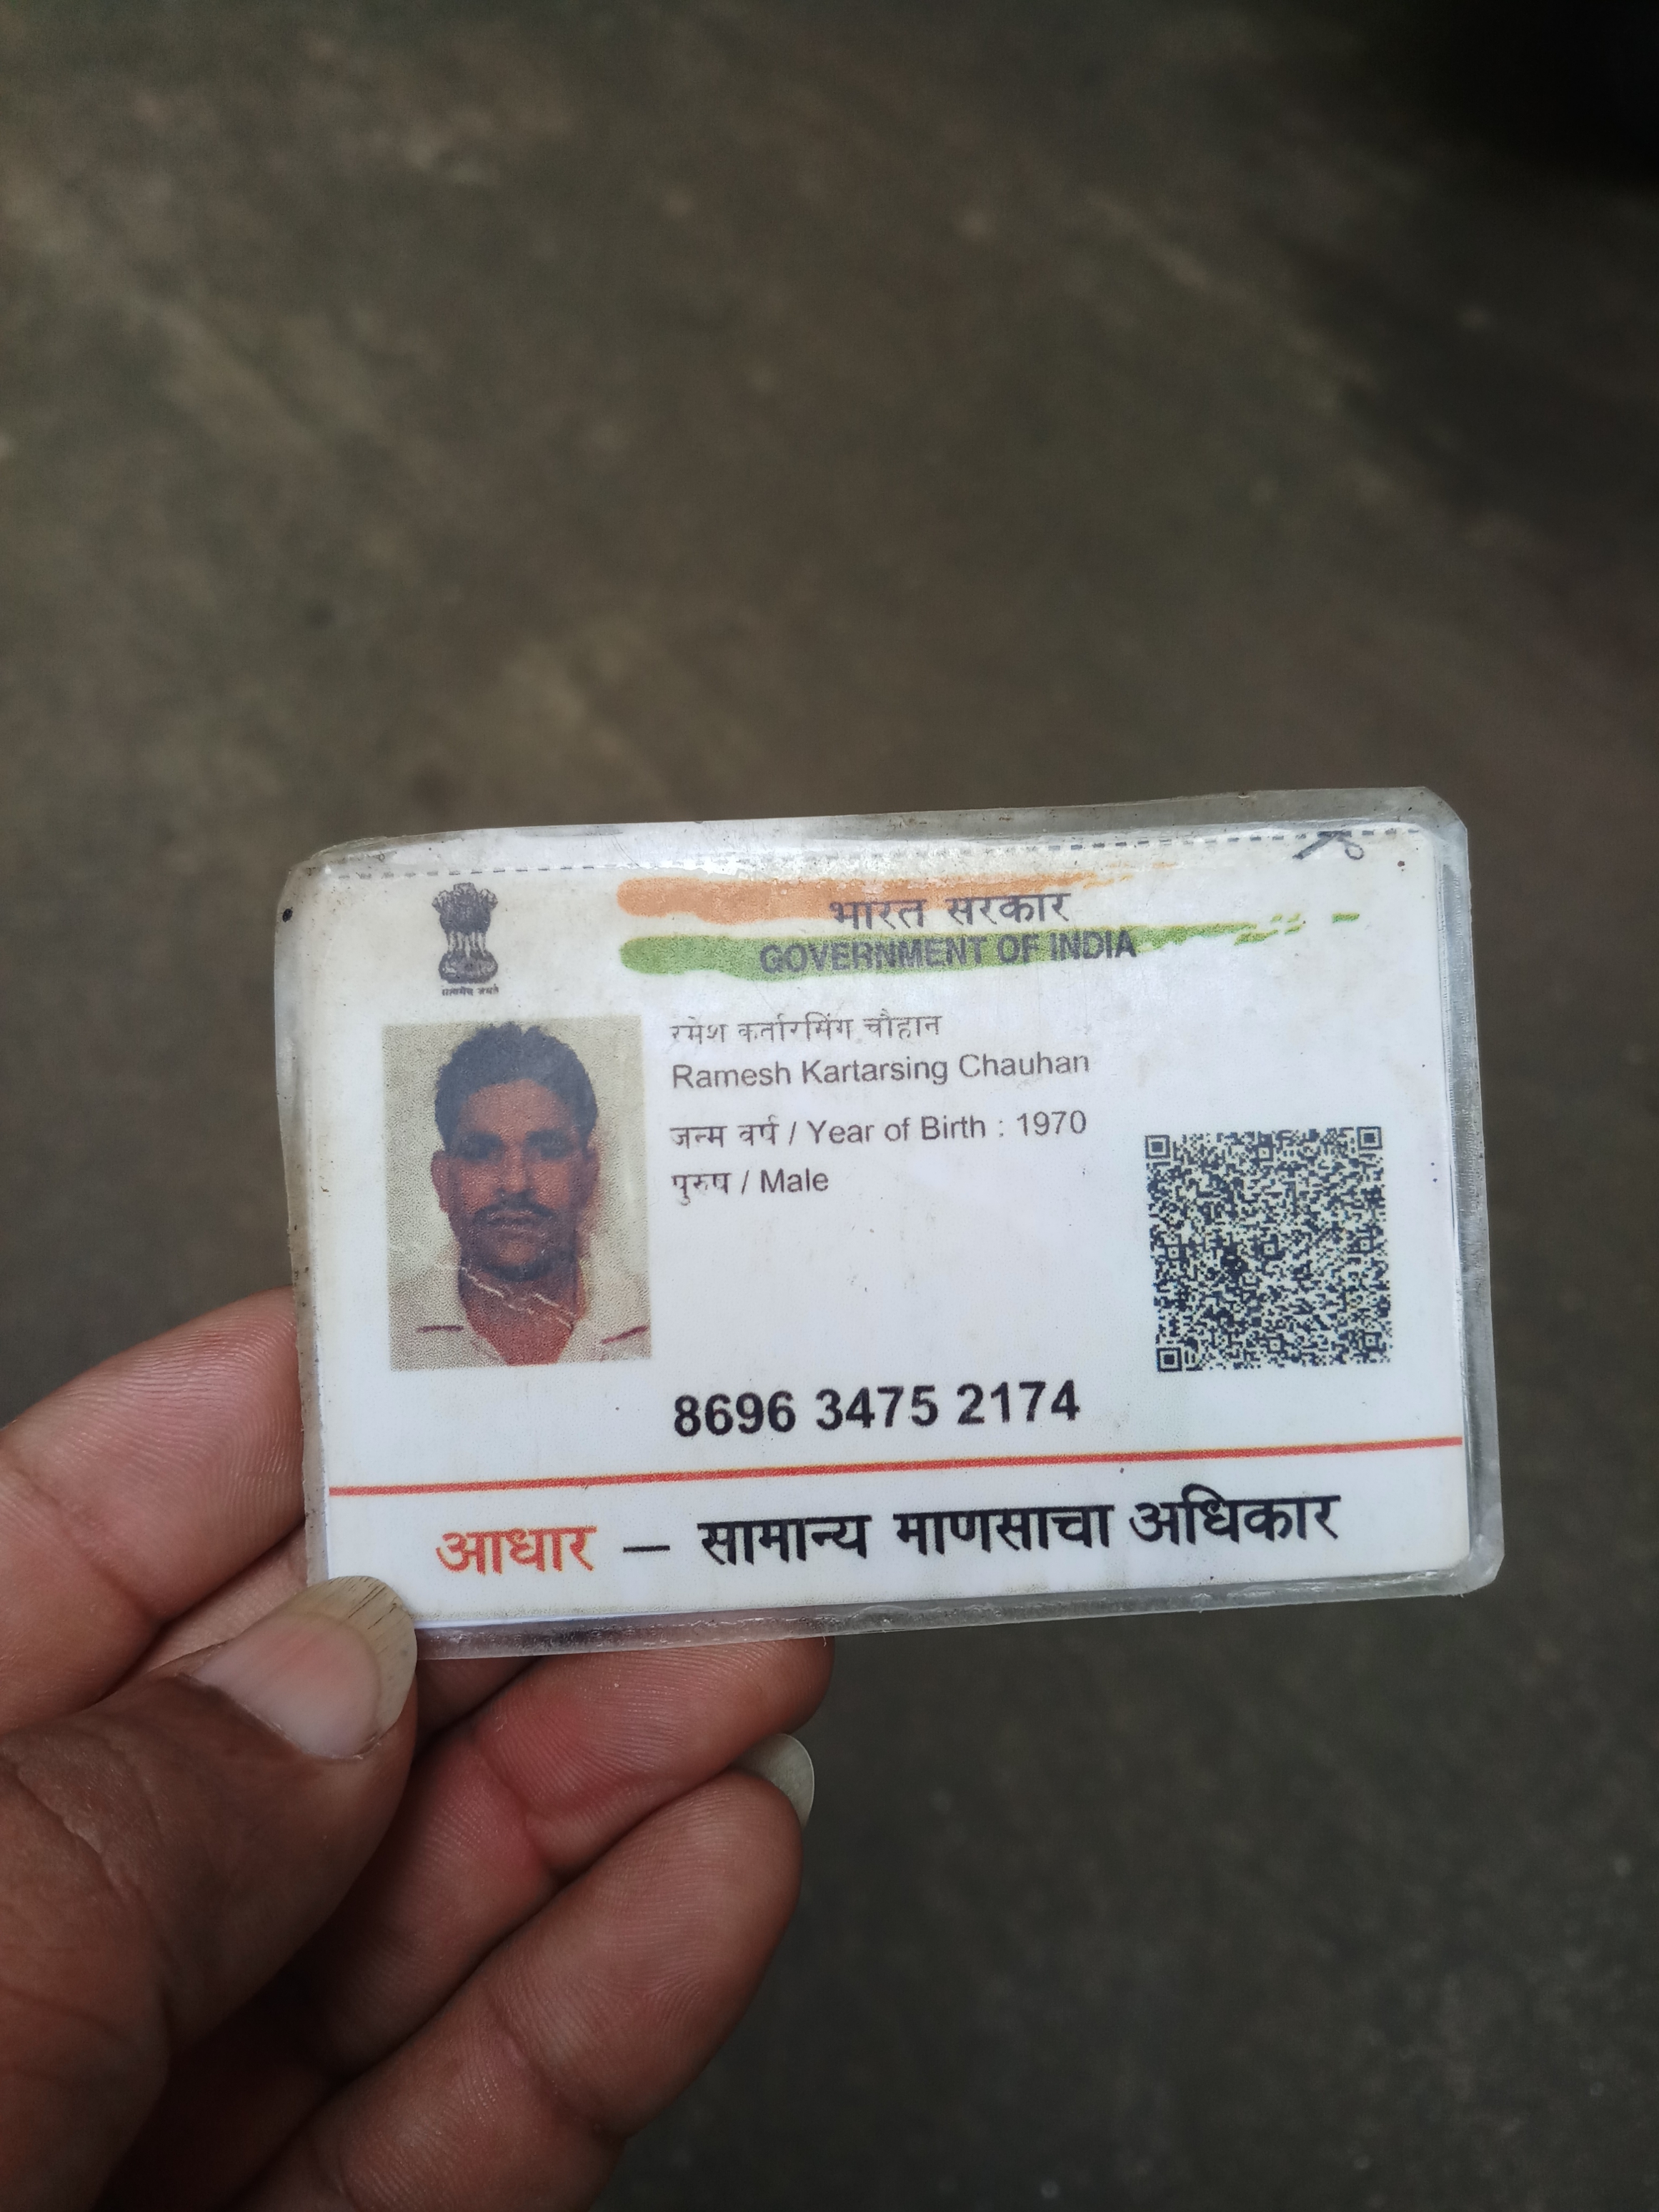 भारत सरकार
GOVERNMENT OF INDIA
सत्यमेव जयते
रमेश कर्तारसिंग चौहान
Ramesh Kartarsing Chauhan
जन्म वर्ष / Year of Birth : 1970
पुरुष / Male
8696 3475 2174
आधार – सामान्य माणसाचा अधिकार